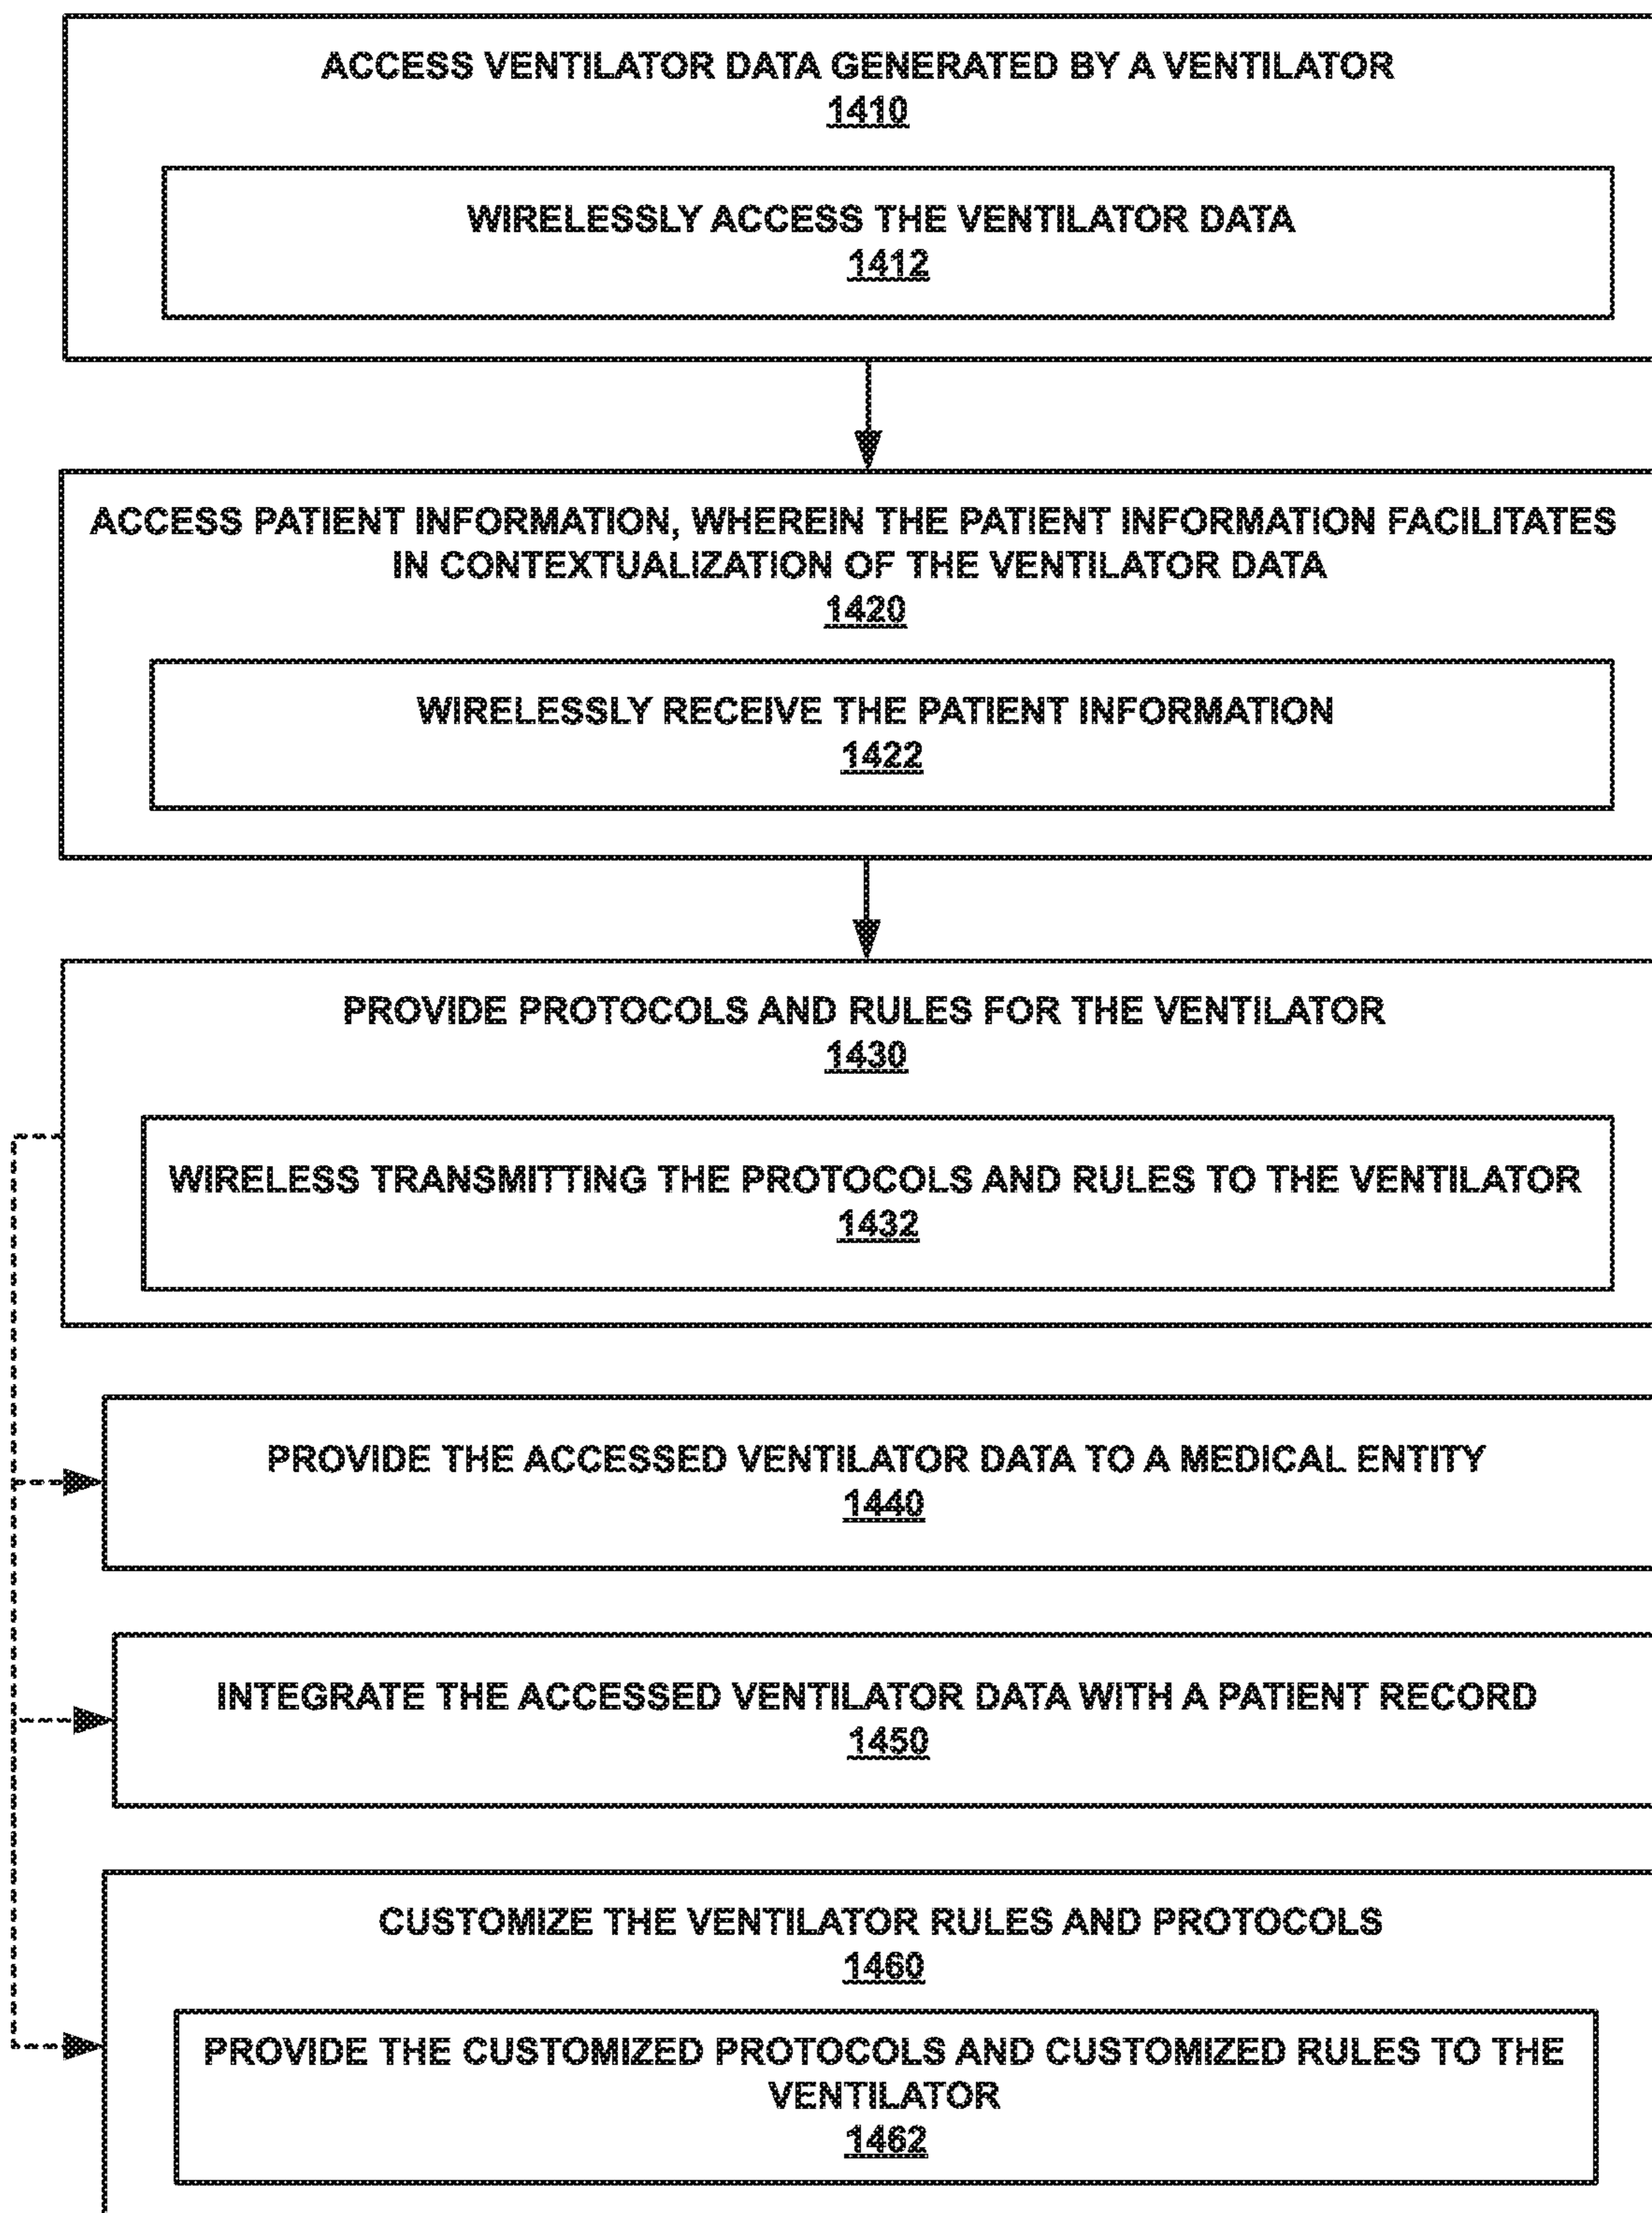 ACCESS VENTILATOR DATA GENERATED BY A VENTILATOR
1410
WIRELESSLY ACCESS THE VENTILATOR DATA
1412
ACCESS PATIENT INFORMATION, WHEREIN THE PATIENT INFORMATION FACILITATES
IN CONTEXTUALIZATION OF THE VENTILATOR DATA
1420
WIRELESSLY RECEIVE THE PATIENT INFORMATION
1422
PROVIDE PROTOCOLS AND RULES FOR THE VENTILATOR
1430
WIRELESS TRANSMITTING THE PROTOCOLS AND RULES TO THE VENTILATOR
1432
PROVIDE THE ACCESSED VENTILATOR DATA TO A MEDICAL ENTITY
1440
INTEGRATE THE ACCESSED VENTILATOR DATA WITH A PATIENT RECORD
1450
CUSTOMIZE THE VENTILATOR RULES AND PROTOCOLS
1460
PROVIDE THE CUSTOMIZED PROTOCOLS AND CUSTOMIZED RULES TO THE
VENTILATOR
1462